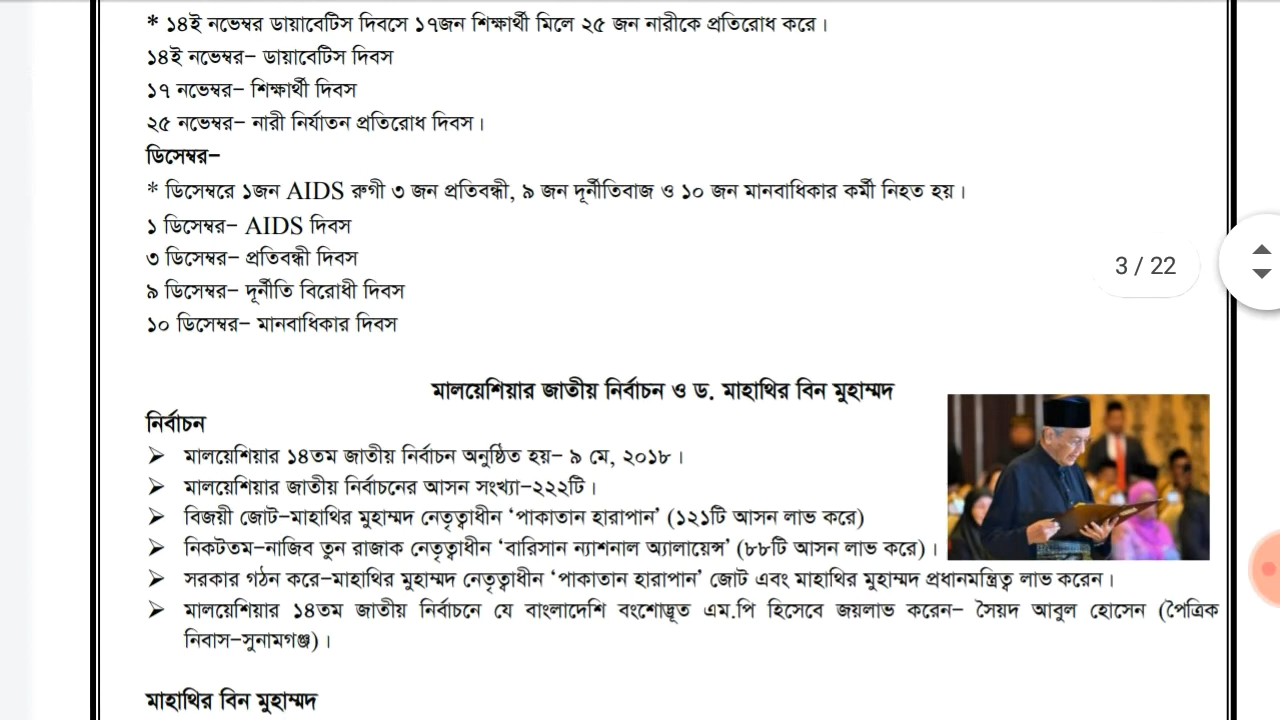 * ১৪ই নভেম্বর ডায়াবেটিস দিবসে ১৭জন শিক্ষার্থী মিলে ২৫ জন নারীকে প্রতিরোধ করে।
১৪ই নভেম্বর– ডায়াবেটিস দিবস
১৭ নভেম্বর– শিক্ষার্থী দিবস
২৫ নভেম্বর– নারী নির্যাতন প্রতিরোধ দিবস।
ডিসেম্বর–
* ডিসেম্বরে ১জন AIDS রুগী ৩ জন প্রতিবন্ধী, ৯ জন দূর্নীতিবাজ ও ১০ জন মানবাধিকার কর্মী নিহত হয়।
১ ডিসেম্বর– AIDS দিবস
৩ ডিসেম্বর– প্রতিবন্ধী দিবস
3 / 22
৯ ডিসেম্বর– দূর্নীতি বিরোধী দিবস
১০ ডিসেম্বর– মানবাধিকার দিবস
মালয়েশিয়ার জাতীয় নির্বাচন ও ড. মাহাথির বিন মুহাম্মদ
নির্বাচন
➢ মালয়েশিয়ার ১৪তম জাতীয় নির্বাচন অনুষ্ঠিত হয়– ৯ মে, ২০১৮।
➢ মালয়েশিয়ার জাতীয় নির্বাচনের আসন সংখ্যা–২২২টি।
➢ বিজয়ী জোট–মাহাথির মুহাম্মদ নেতৃত্বাধীন ‘পাকাতান হারাপান’ (১২১টি আসন লাভ করে)
➢ নিকটতম–নাজিব তুন রাজাক নেতৃত্বাধীন ‘বারিসান ন্যাশনাল অ্যালায়েন্স’ (৮৮টি আসন লাভ করে)।
➢ সরকার গঠন করে–মাহাথির মুহাম্মদ নেতৃত্বাধীন ‘পাকাতান হারাপান’ জোট এবং মাহাথির মুহাম্মদ প্রধানমন্ত্রিত্ব লাভ করেন।
➢ মালয়েশিয়ার ১৪তম জাতীয় নির্বাচনে যে বাংলাদেশি বংশোদ্ভূত এম.পি হিসেবে জয়লাভ করেন– সৈয়দ আবুল হোসেন (পৈত্রিক
নিবাস–সুনামগঞ্জ)।
মাহাথির বিন মুহাম্মদ